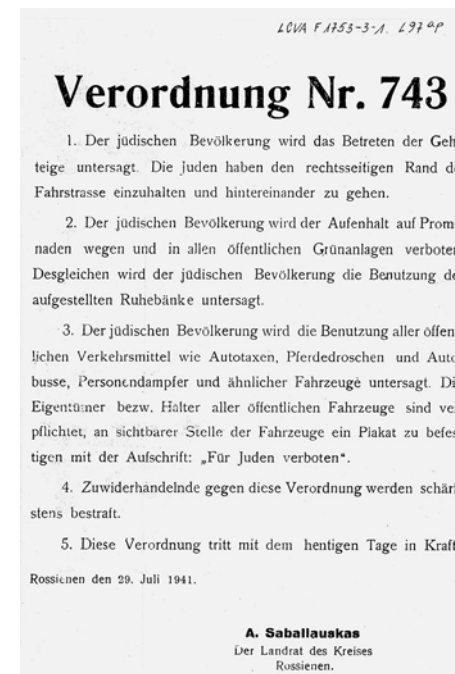 LCVA F 1753-3-1. L 97 ap
Verordnung Nr. 743
1. Der jüdischen Bevölkerung wird das Betreten der Geh
teige untersagt. Die Juden haben den rechtsseitigen Rand d
Fahrstrasse einzuhalten und hintereinander zu gehen.
2. Der jüdischen Bevölkerung wird der Aufenhalt auf Prom
naden wegen und in allen öffentlichen Grünanlagen verboten
Desgleichen wird der jüdischen Bevölkerung die Benutzung de
aufgestellten Ruhebänke untersagt.
3. Der jüdischen Bevölkerung wird die Benutzung aller öffen
lichen Verkehrsmittel wie Autotaxen, Pferdedroschen und Auto
busse, Personendampfer und ähnlicher Fahrzeuge untersagt. Di
Eigentümer bezw. Halter aller öffentlichen Fahrzeuge sind ve
pflichtet, an sichtbarer Stelle der Fahrzeuge ein Plakat zu befes
tigen mit der Aufschrift: „Für Juden verboten“.
4. Zuwiderhandelnde gegen diese Verordnung werden schärf
stens bestraft.
5. Diese Verordnung tritt mit dem hentigen Tage in Kraft
Rossienen den 29. Juli 1941.
A. Saballauskas
Der Landrat des Kreises
Rossienen.